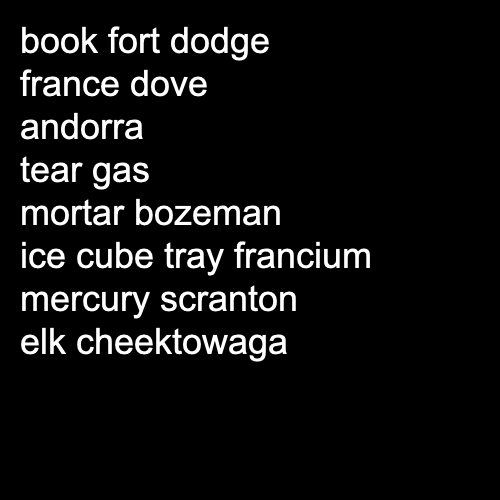 book fort dodge
france dove
andorra
tear gas
mortar bozeman
ice cube tray francium
mercury scranton
elk cheektowaga